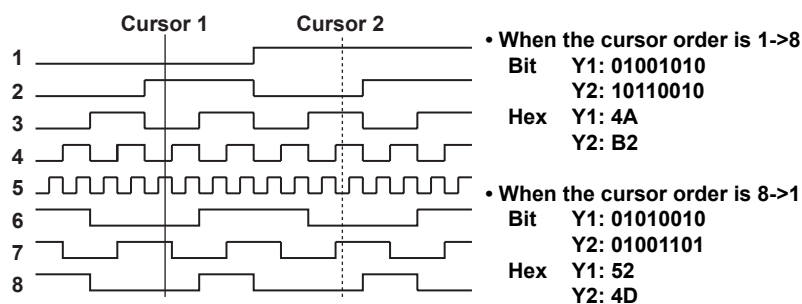 Cursor 1 Cursor 2
1
2
3
4
5
6
7
8
• When the cursor order is 1->8
Bit Y1: 01001010
Y2: 10110010
Hex Y1: 4A
Y2: B2
• When the cursor order is 8->1
Bit Y1: 01010010
Y2: 01001101
Hex Y1: 52
Y2: 4D